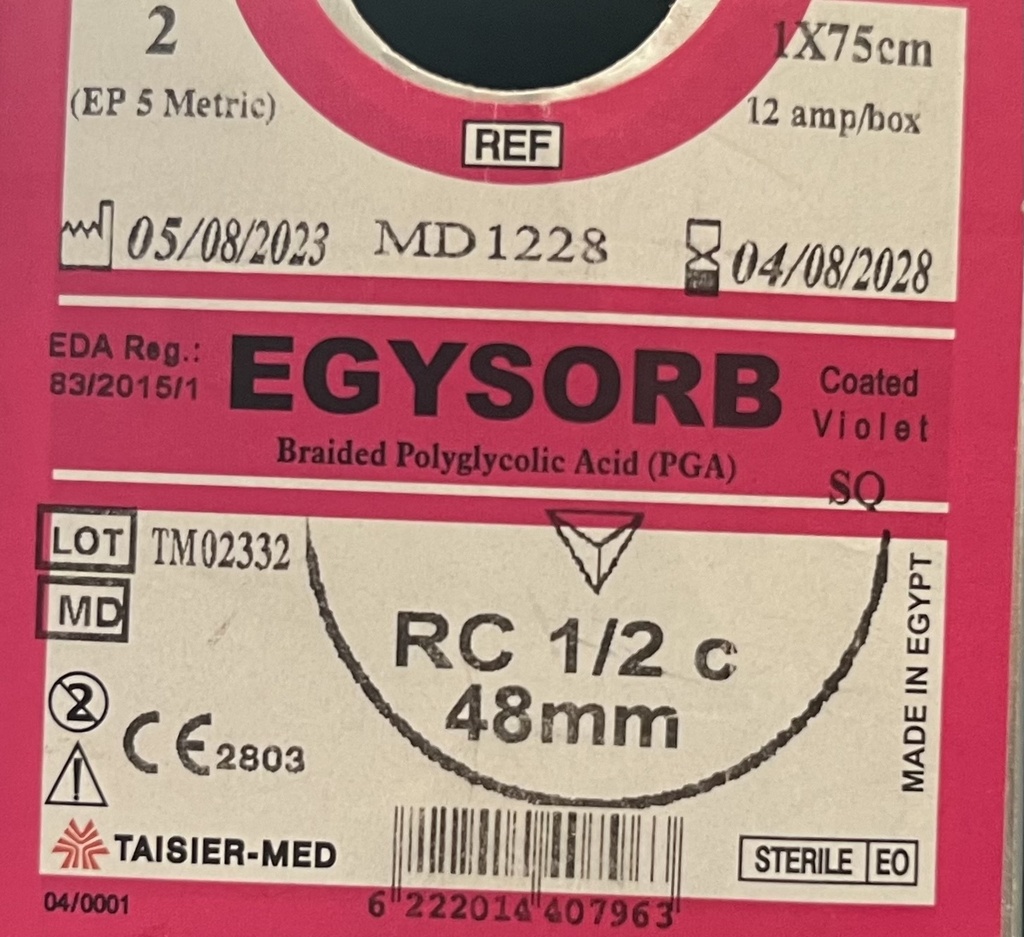 2
1X75cm
(EP 5 Metric)
12 amp/box
REF
05/08/2023
MD1228
04/08/2028
EDA Reg.:
83/2015/1
EGYSORB
Coated
Violet
Braided Polyglycolic Acid (PGA)
SQ
LOT
TM02332
MD
RC 1/2 c
48mm
MADE IN EGYPT
2
CE 2803
TAISIER-MED
STERILE EO
04/0001
6 222014 407963